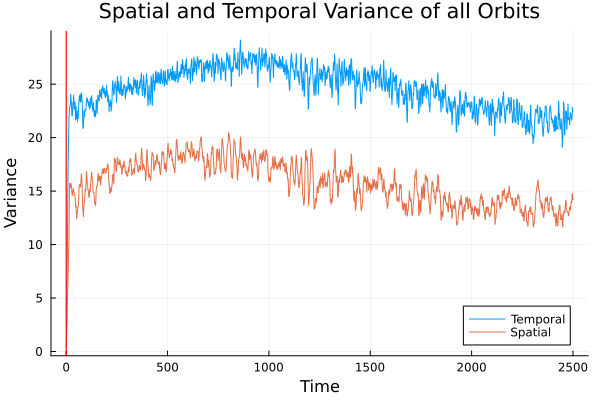 Spatial and Temporal Variance of all Orbits
Variance
25
20
15
10
5
0
Temporal
Spatial
0 500 1000 1500 2000 2500
Time